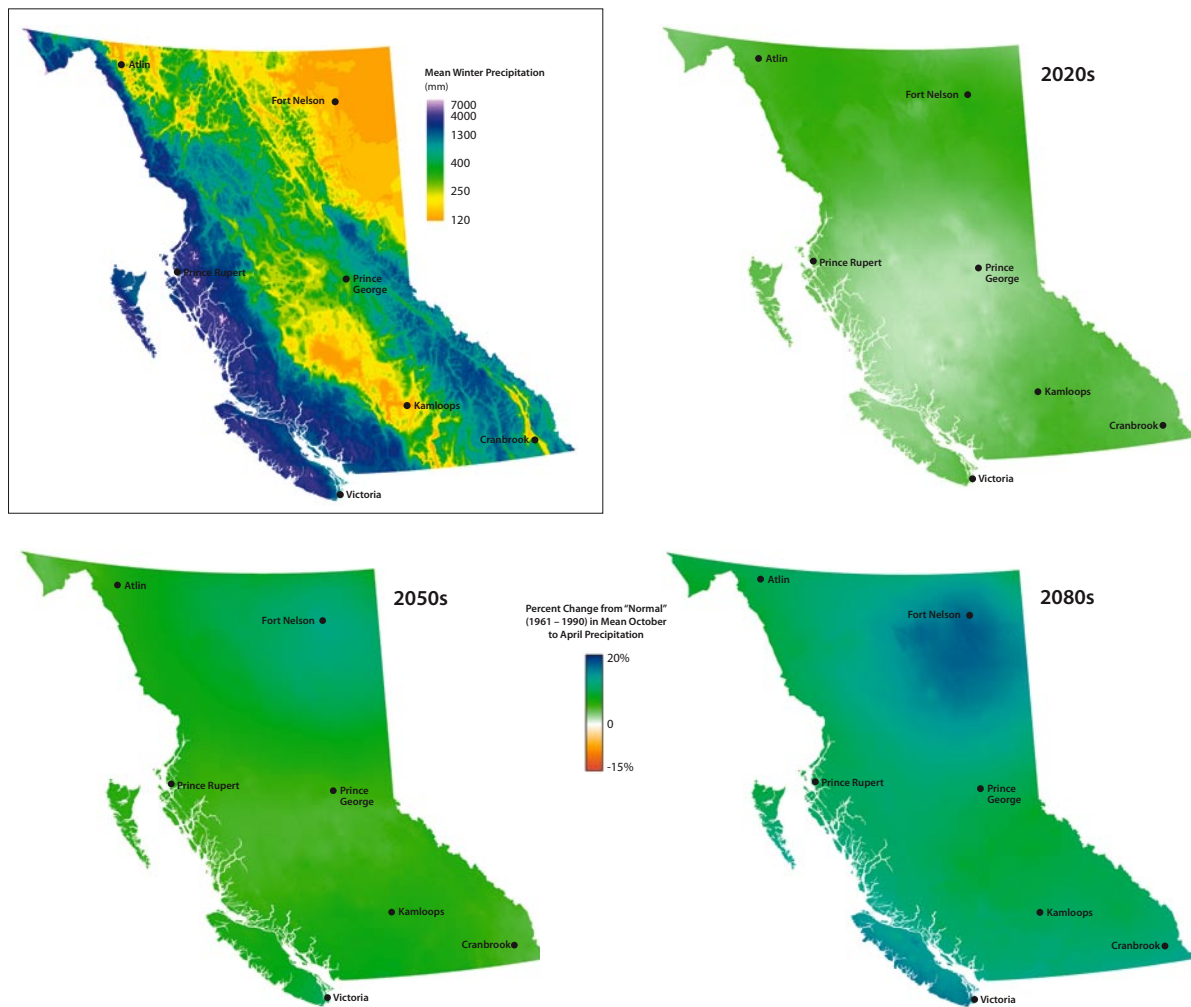 Atlin
Fort Nelson
Prince Rupert
Prince
George
Kamloops
Cranbrook
Victoria
Mean Winter Precipitation
(mm)
7000
4000
1300
400
250
120
2020s
Atlin
Fort Nelson
Prince Rupert
Prince
George
Kamloops
Cranbrook
Victoria
2050s
Atlin
Fort Nelson
Prince Rupert
Prince
George
Kamloops
Cranbrook
Victoria
Percent Change from “Normal”
(1961 – 1990) in Mean October
to April Precipitation
20%
0
-15%
2080s
Atlin
Fort Nelson
Prince Rupert
Prince
George
Kamloops
Cranbrook
Victoria